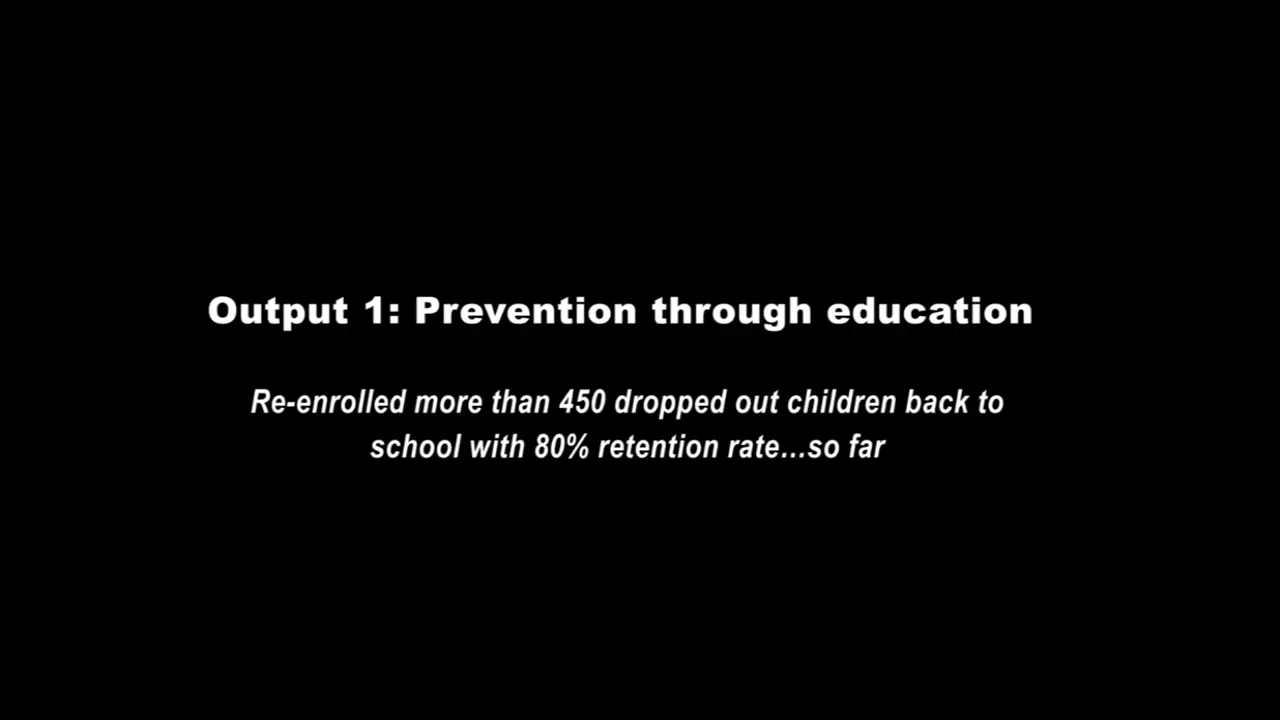 Output 1: Prevention through education
Re-enrolled more than 450 dropped out children back to
school with 80% retention rate...so far